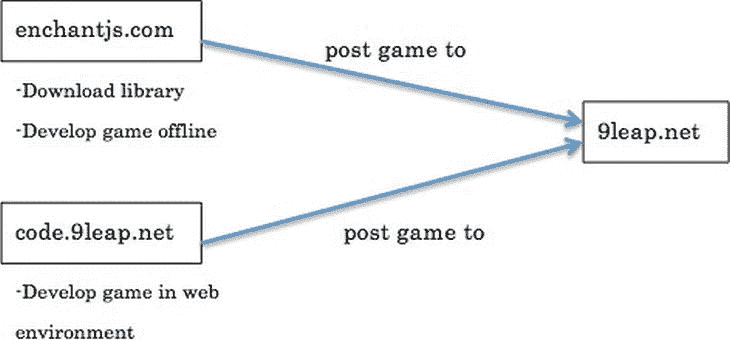 enchantjs.com
-Download library
-Develop game offline
post game to
9leap.net
code.9leap.net
post game to
-Develop game in web
environment